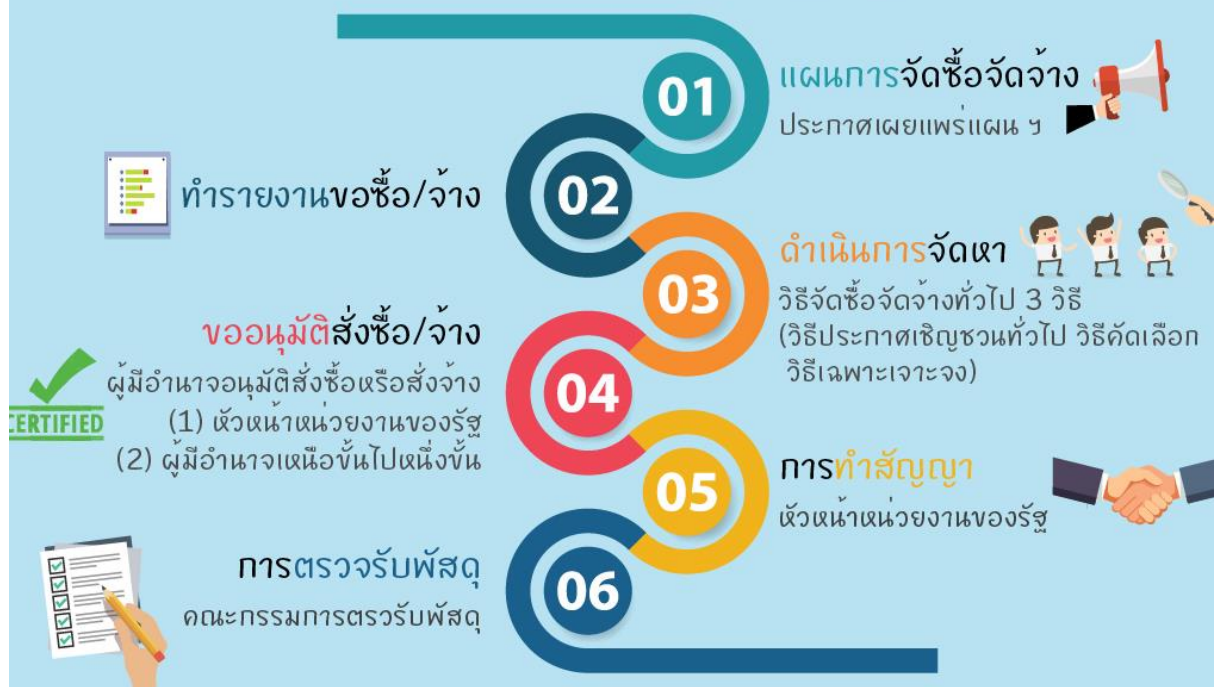 01
แผนการจัดซื้อจัดจ้าง
ประกาศเผยแพร่แผน ฯ
02
ทำรายงานขอซื้อ/จ้าง
03
ดำเนินการจัดหา
วิธีจัดซื้อจัดจ้างทั่วไป 3 วิธี
(วิธีประกาศเชิญชวนทั่วไป วิธีคัดเลือก
วิธีเฉพาะเจาะจง)
04
ขออนุมัติสั่งซื้อ/จ้าง
ผู้มีอำนาจอนุมัติสั่งซื้อหรือสั่งจ้าง
(1) หัวหน้าหน่วยงานของรัฐ
(2) ผู้มีอำนาจเหนือขั้นไปหนึ่งขั้น
CERTIFIED
05
การทำสัญญา
หัวหน้าหน่วยงานของรัฐ
06
การตรวจรับพัสดุ
คณะกรรมการตรวรับพัสดุ